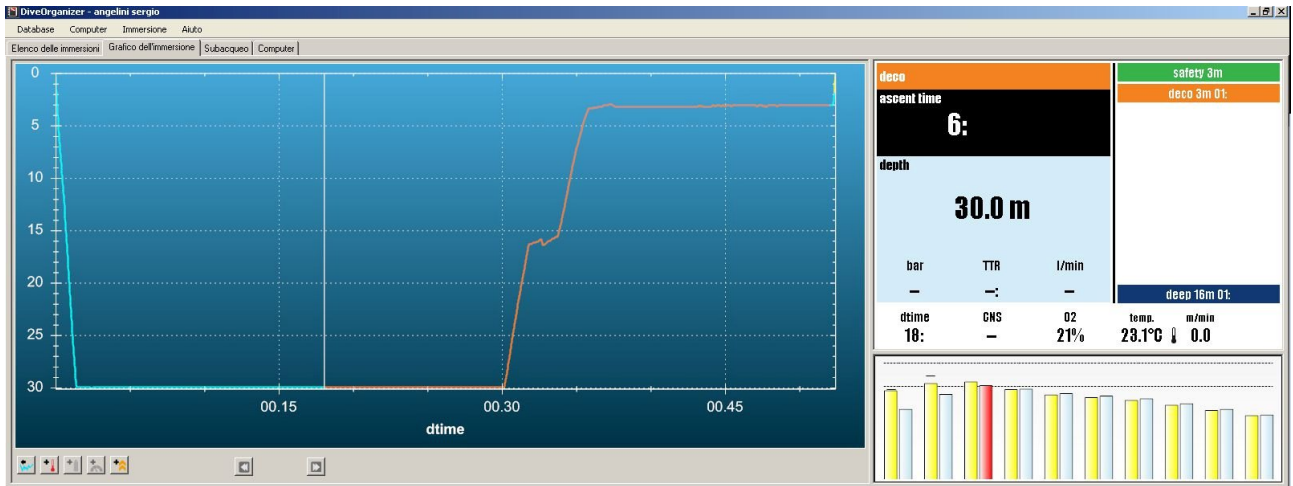 DiveOrganizer - angelini sergio
Database Computer Immersione Aiuto
Elenco delle immersioni Grafico dell'immersione Subacqueo Computer
0
5
10
15
20
25
30
00.15 00.30 00.45
dtime
deco
ascent time
6:
depth
30.0 m
bar TTR l/min
– –: –
safety 3m
deco 3m 01:
deep 16m 01:
dtime CNS O2 temp. m/min
18: – 21% 23.1°C 0.0